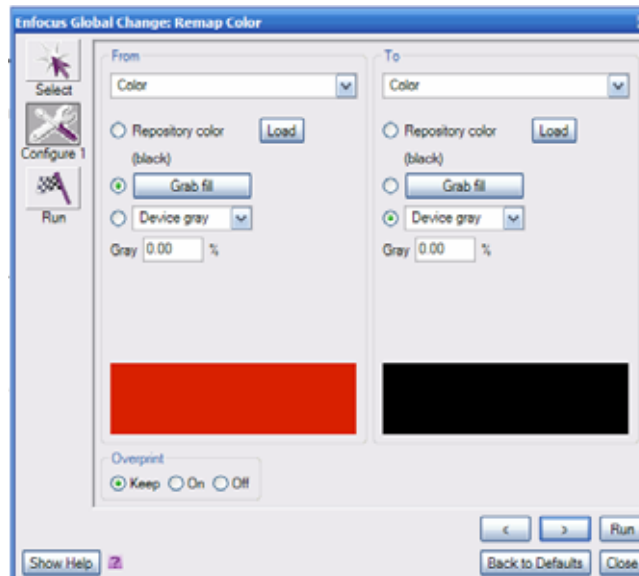 Enfocus Global Change: Remap Color
Select
Configure 1
Run
From
Color
Repository color Load
(black)
Grab fill
Device gray
Gray 0.00 %
To
Color
Repository color Load
(black)
Grab fill
Device gray
Gray 0.00 %
Overprint
Keep On Off
< > Run
Show Help ? Back to Defaults Close